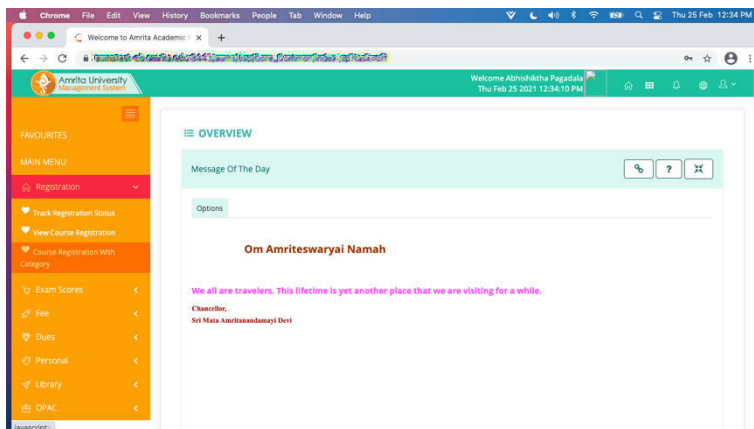 Chrome File Edit View History Bookmarks People Tab Window Help Thu 25 Feb 12:34 PM
Welcome to Amrita Academic
Amrita University
Management System
Welcome Abhishiktha Pagadala
Thu Feb 25 2021 12:34:10 PM
FAVOURITES
OVERVIEW
MAIN MENU
Message Of The Day
?
Registration
Track Registration Status
View Course Registration
Course Registration With
Category
Options
Om Amriteswaryai Namah
We all are travelers. This lifetime is yet another place that we are visiting for a while.
Chancellor,
Sri Mata Amritanandamayi Devi
Exam Scores
Fee
Dues
Personal
Library
OPAC
javascript:;